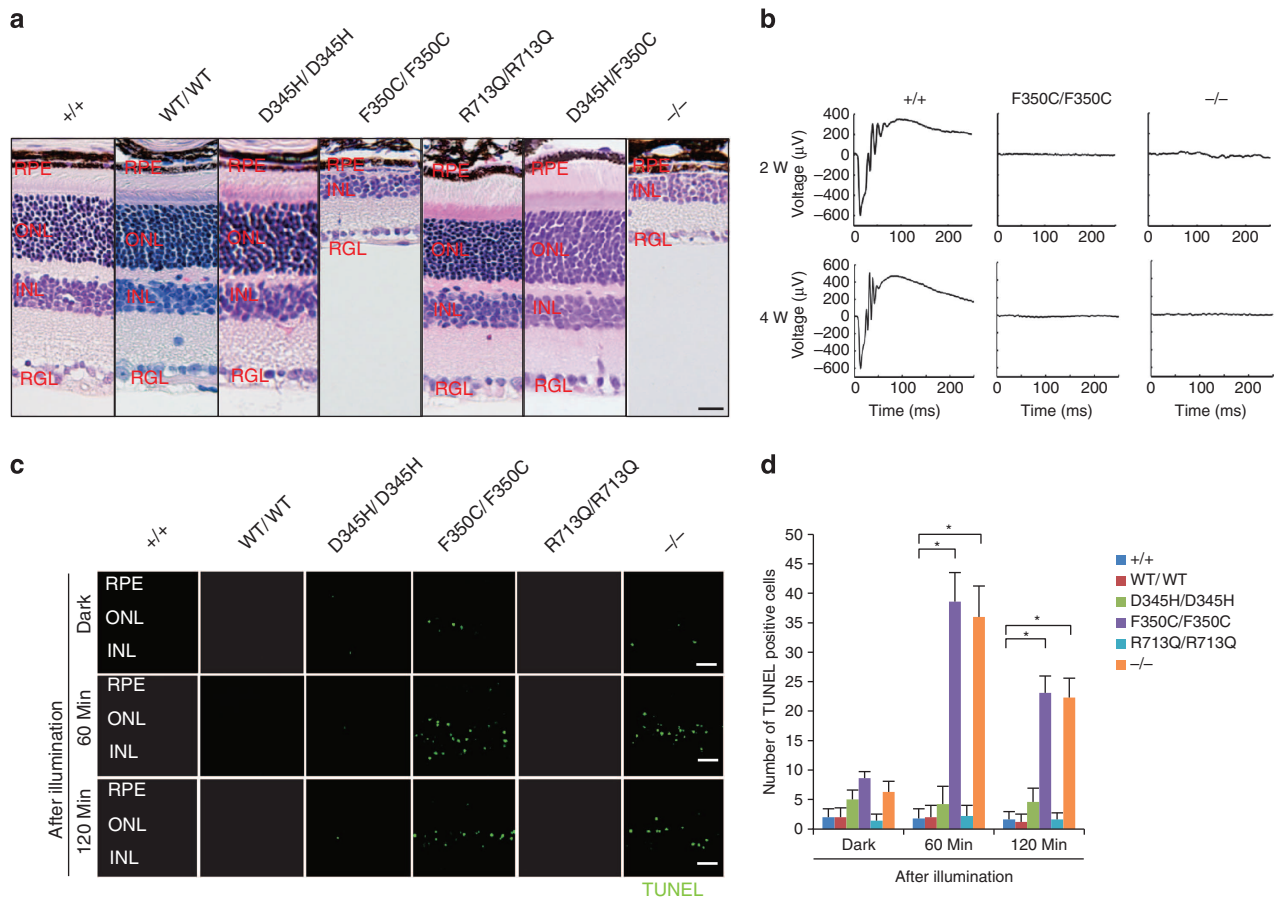 a
+/+ WT/WT D345H/D345H F350C/F350C R713Q/R713Q D345H/F350C –/–
RPE RPE RPE RPE RPE RPE RPE
INL INL
ONL ONL ONL ONL ONL
RGL RGL
INL INL INL INL INL
RGL RGL RGL RGL RGL
b
+/+ F350C/F350C –/–
2 W
Voltage (µV)
400
200
0
–200
–400
–600
0 100 200 0 100 200 0 100 200
4 W
Voltage (µV)
600
400
200
0
–200
–400
–600
0 100 200 0 100 200 0 100 200
Time (ms) Time (ms) Time (ms)
c
+/+ WT/WT D345H/D345H F350C/F350C R713Q/R713Q –/–
Dark
RPE
ONL
INL
After illumination
60 Min
RPE
ONL
INL
120 Min
RPE
ONL
INL
TUNEL
d
Number of TUNEL positive cells
50
45
40
35
30
25
20
15
10
5
0
* *
* *
Dark 60 Min 120 Min
After illumination
+/+
WT/WT
D345H/D345H
F350C/F350C
R713Q/R713Q
–/–